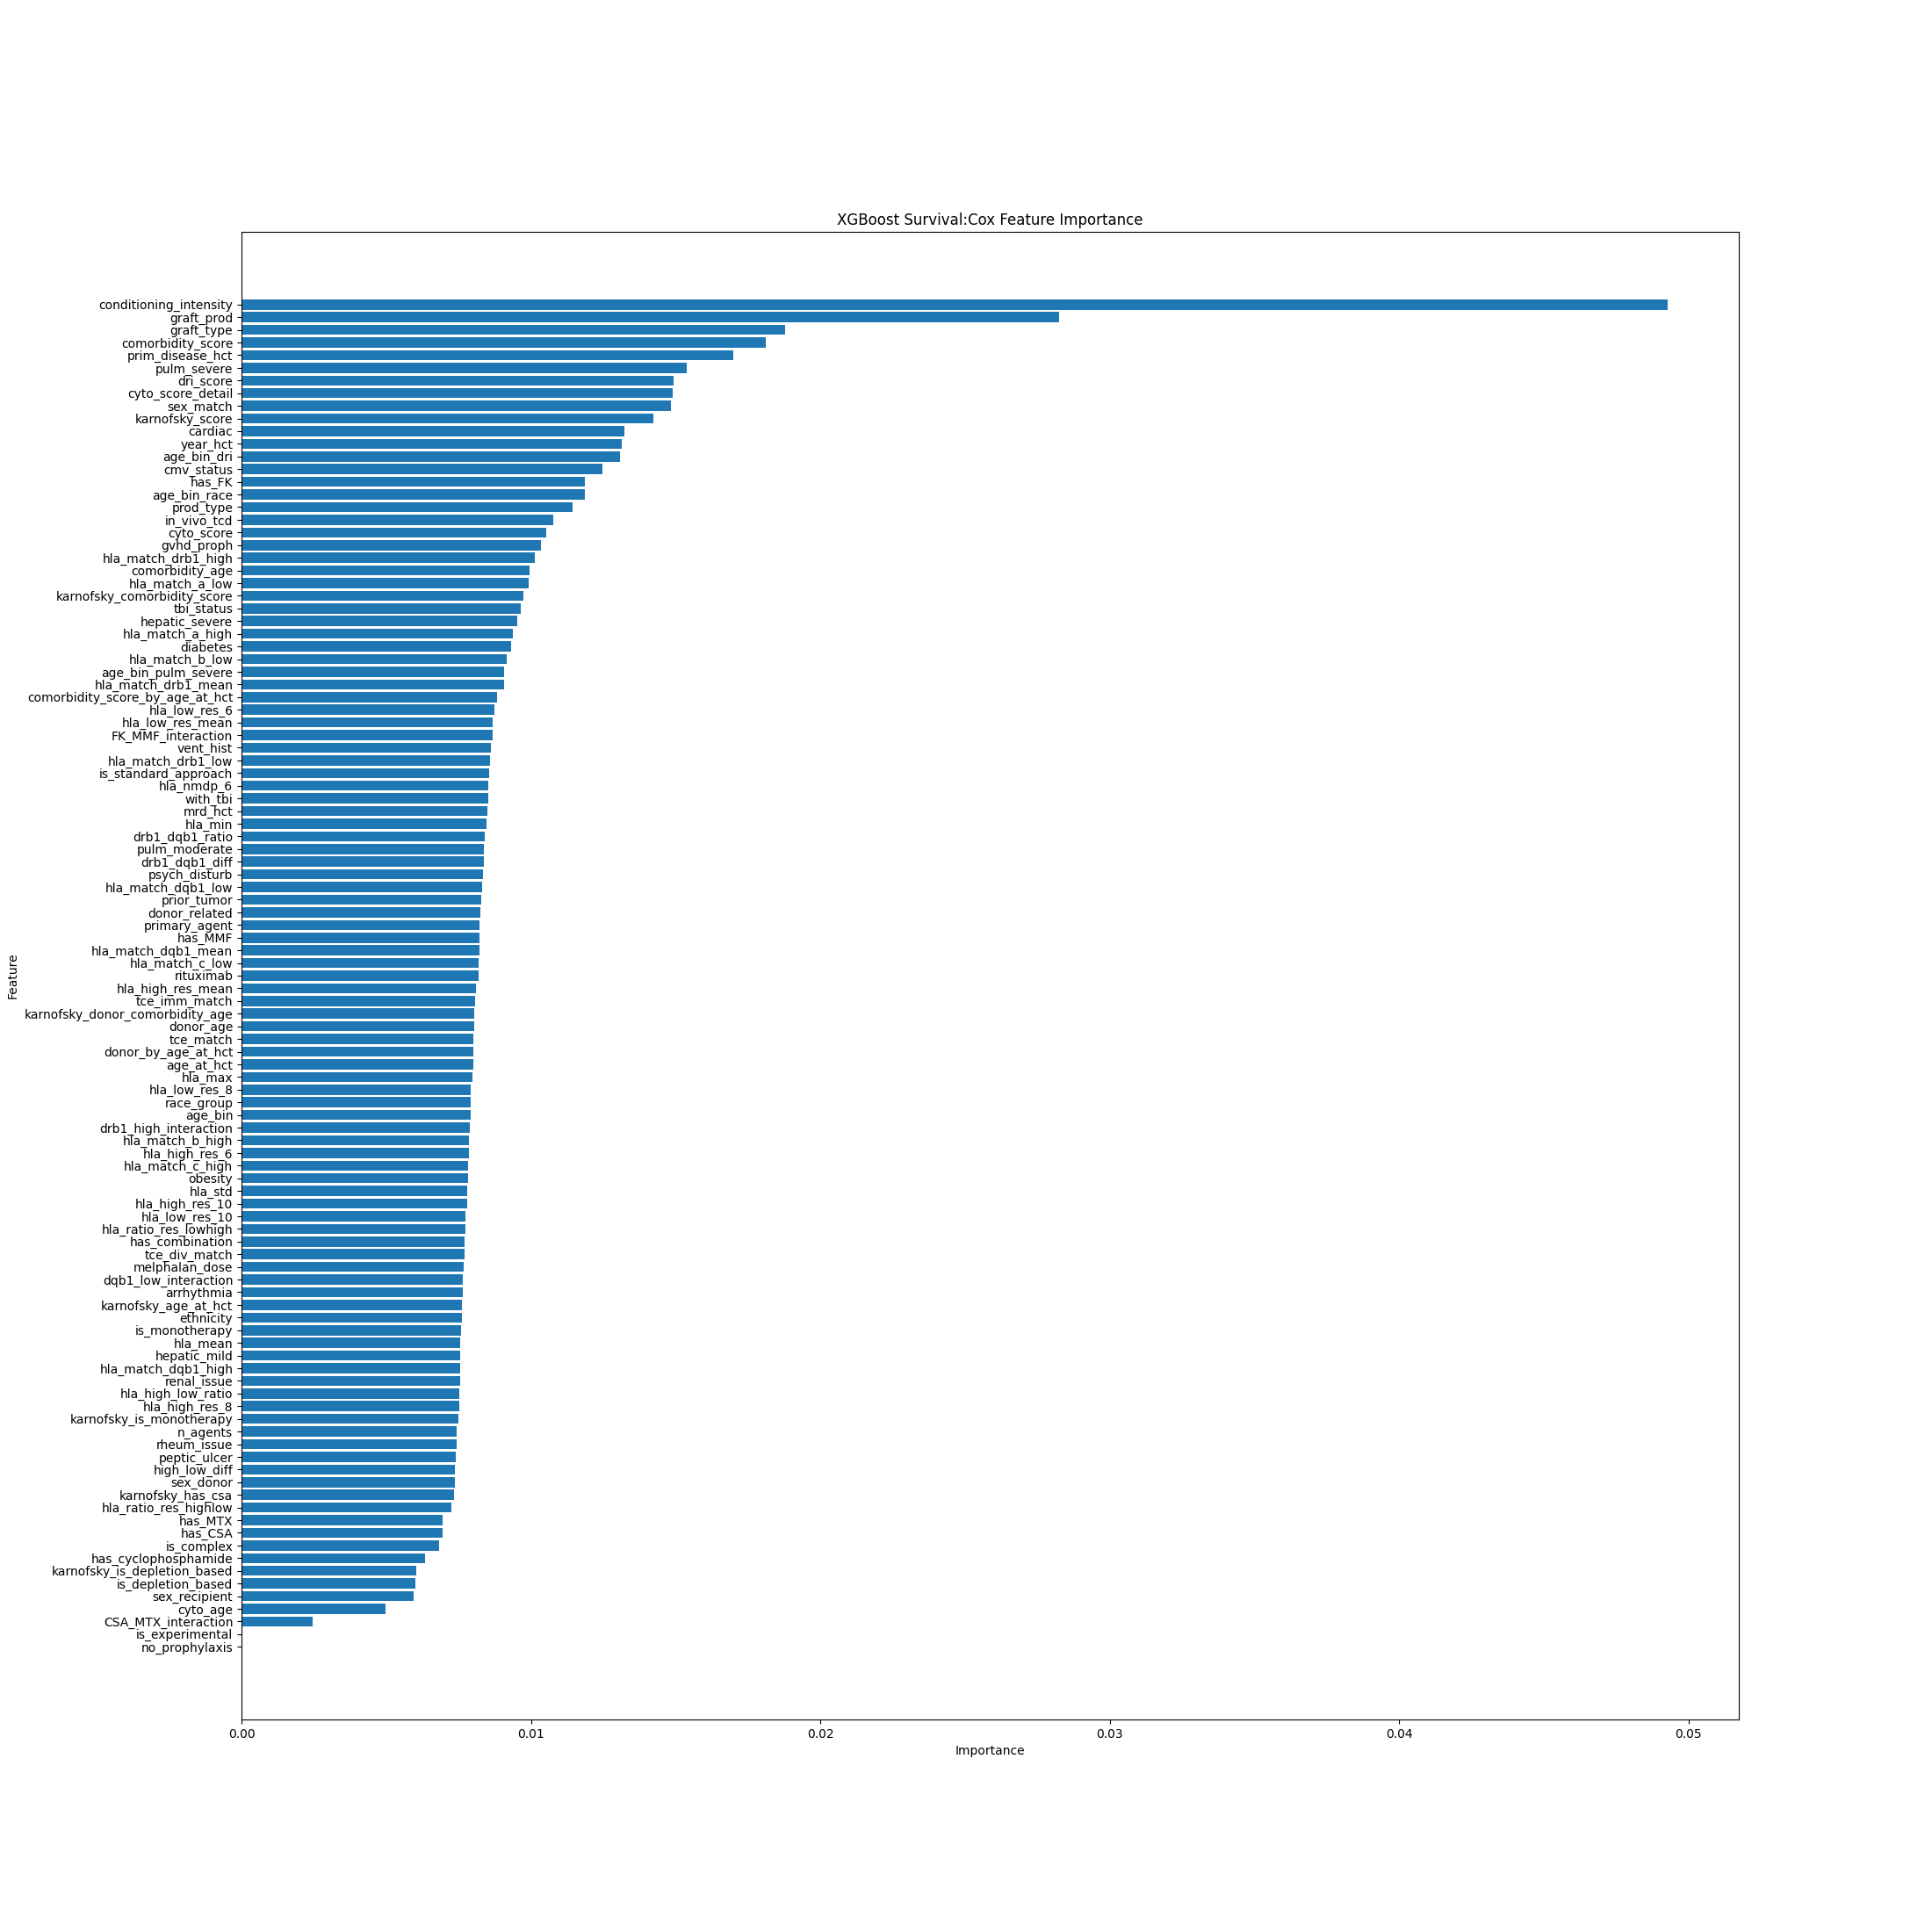 XGBoost Survival:Cox Feature Importance
conditioning_intensity
graft_prod
graft_type
comorbidity_score
prim_disease_hct
pulm_severe
dri_score
cyto_score_detail
sex_match
karnofsky_score
cardiac
year_hct
age_bin_dri
cmv_status
has_FK
age_bin_race
prod_type
in_vivo_tcd
cyto_score
gvhd_proph
hla_match_drb1_high
comorbidity_age
hla_match_a_low
karnofsky_comorbidity_score
tbi_status
hepatic_severe
hla_match_a_high
diabetes
hla_match_b_low
age_bin_pulm_severe
hla_match_drb1_mean
comorbidity_score_by_age_at_hct
hla_low_res_6
hla_low_res_mean
FK_MMF_interaction
vent_hist
hla_match_drb1_low
is_standard_approach
hla_nmdp_6
with_tbi
mrd_hct
hla_min
drb1_dqb1_ratio
pulm_moderate
drb1_dqb1_diff
psych_disturb
hla_match_dqb1_low
prior_tumor
donor_related
primary_agent
has_MMF
hla_match_dqb1_mean
hla_match_c_low
rituximab
hla_high_res_mean
tce_imm_match
karnofsky_donor_comorbidity_age
donor_age
tce_match
donor_by_age_at_hct
age_at_hct
hla_max
hla_low_res_8
race_group
age_bin
drb1_high_interaction
hla_match_b_high
hla_high_res_6
hla_match_c_high
obesity
hla_std
hla_high_res_10
hla_low_res_10
hla_ratio_res_lowhigh
has_combination
tce_div_match
melphalan_dose
dqb1_low_interaction
arrhythmia
karnofsky_age_at_hct
ethnicity
is_monotherapy
hla_mean
hepatic_mild
hla_match_dqb1_high
renal_issue
hla_high_low_ratio
hla_high_res_8
karnofsky_is_monotherapy
n_agents
rheum_issue
peptic_ulcer
high_low_diff
sex_donor
karnofsky_has_csa
hla_ratio_res_highlow
has_MTX
has_CSA
is_complex
has_cyclophosphamide
karnofsky_is_depletion_based
is_depletion_based
sex_recipient
cyto_age
CSA_MTX_interaction
is_experimental
no_prophylaxis
Feature
0.00 0.01 0.02 0.03 0.04 0.05
Importance